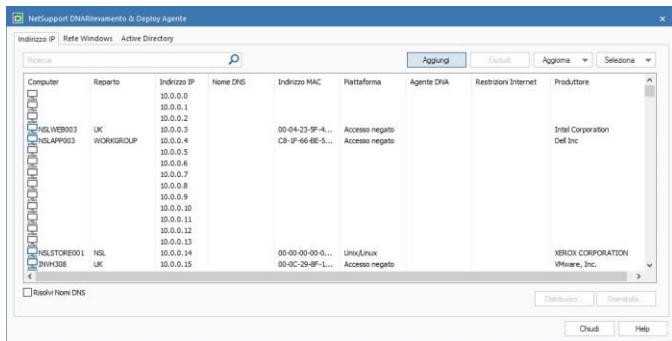 NetSupport DNARilevamento & Deploy Agente
Indirizzo IP Rete Windows Active Directory
Ricerca Aggiungi Escludi Aggiorna Seleziona
Computer Reparto Indirizzo IP Nome DNS Indirizzo MAC Piattaforma Agente DNA Restrizioni Internet Produttore
10.0.0.0
10.0.0.1
10.0.0.2
NSLWEB003 UK 10.0.0.3 00-04-23-5F-4... Accesso negato Intel Corporation
NSLAPP003 WORKGROUP 10.0.0.4 C8-1F-66-BE-5... Accesso negato Dell Inc
10.0.0.5
10.0.0.6
10.0.0.7
10.0.0.8
10.0.0.9
10.0.0.10
10.0.0.11
10.0.0.12
10.0.0.13
NSLSTORE001 NSL 10.0.0.14 00-00-00-00-0... Unix/Linux XEROX CORPORATION
INVH308 UK 10.0.0.15 00-0C-29-8F-1... Accesso negato VMware, Inc.
Risolvi Nomi DNS
Distribuisci... Disinstalla...
Chiudi Help